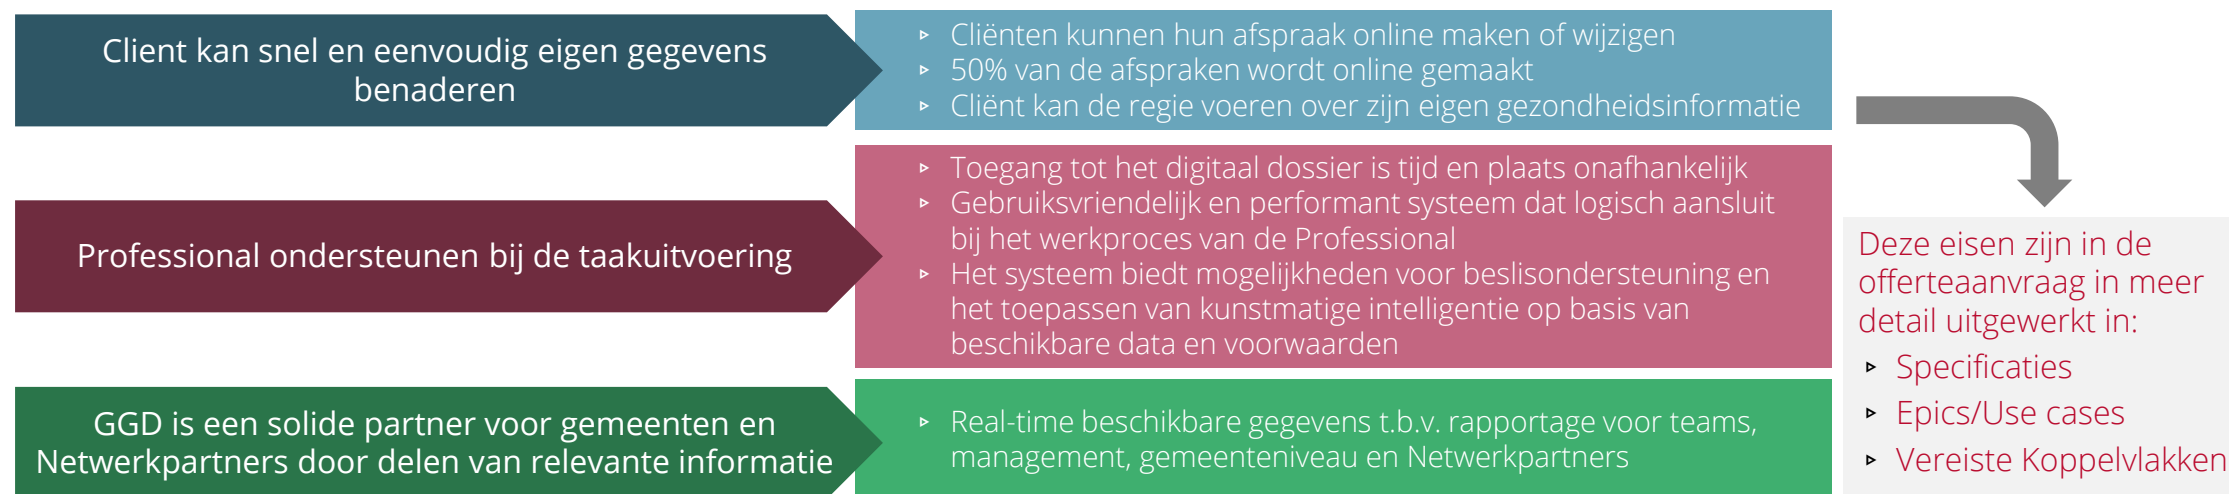 Client kan snel en eenvoudig eigen gegevens
benaderen
▹ Cliënten kunnen hun afspraak online maken of wijzigen
▹ 50% van de afspraken wordt online gemaakt
▹ Cliënt kan de regie voeren over zijn eigen gezondheidsinformatie
Professional ondersteunen bij de taakuitvoering
▹ Toegang tot het digitaal dossier is tijd en plaats onafhankelijk
▹ Gebruiksvriendelijk en performant systeem dat logisch aansluit
bij het werkproces van de Professional
▹ Het systeem biedt mogelijkheden voor beslisondersteuning en
het toepassen van kunstmatige intelligentie op basis van
beschikbare data en voorwaarden
GGD is een solide partner voor gemeenten en
Netwerkpartners door delen van relevante informatie
▹ Real-time beschikbare gegevens t.b.v. rapportage voor teams,
management, gemeenteniveau en Netwerkpartners
Deze eisen zijn in de
offerteaanvraag in meer
detail uitgewerkt in:
▹ Specificaties
▹ Epics/Use cases
▹ Vereiste Koppelvlakken